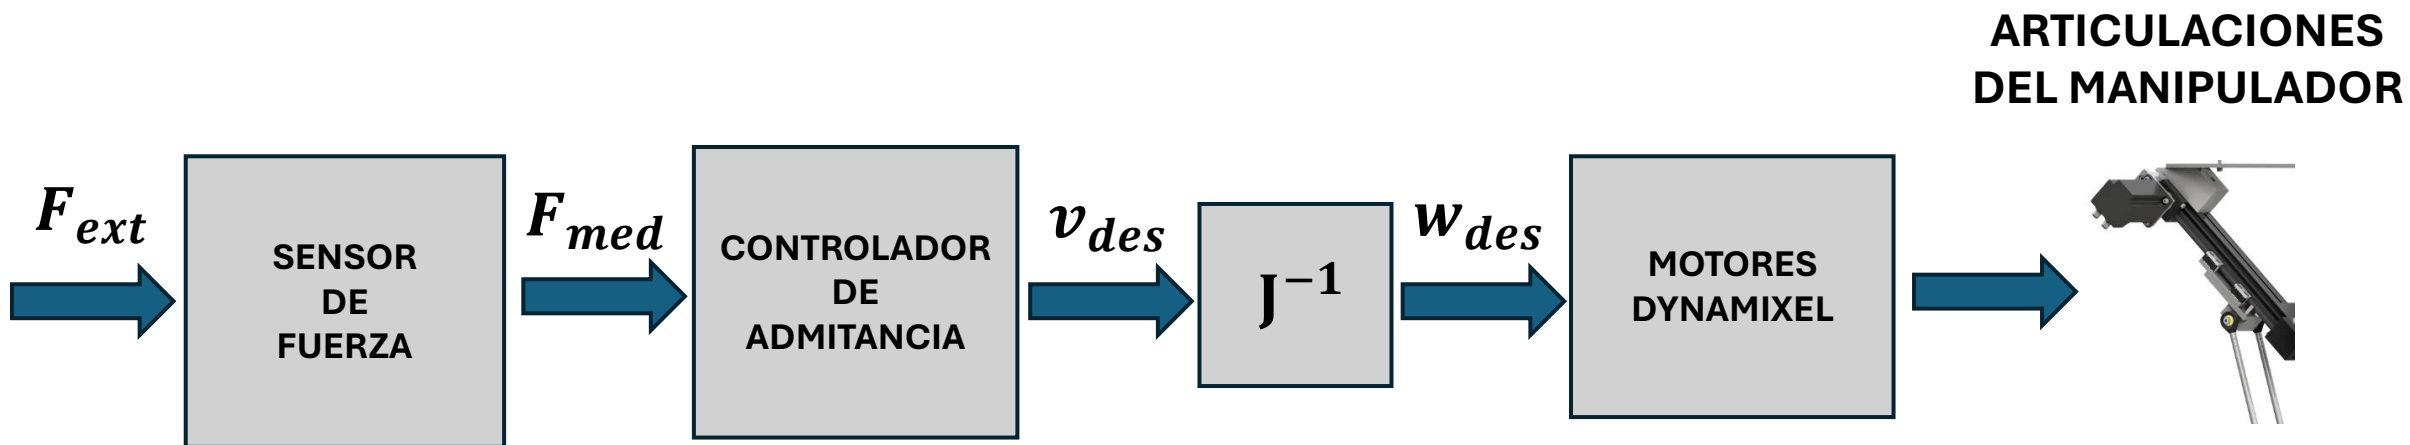 ARTICULACIONES
DEL MANIPULADOR
F_ext
SENSOR
DE
FUERZA
F_med
CONTROLADOR
DE
ADMITANCIA
v_des
J⁻¹
w_des
MOTORES
DYNAMIXEL